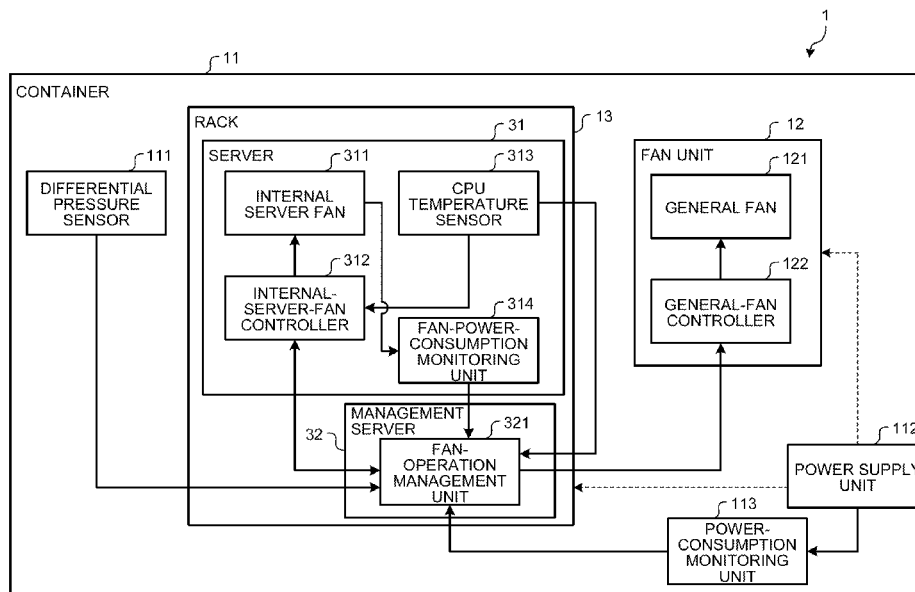 1
11
CONTAINER
RACK
13
12
SERVER
31
FAN UNIT
111
311
313
121
DIFFERENTIAL
PRESSURE
SENSOR
INTERNAL
SERVER FAN
CPU
TEMPERATURE
SENSOR
GENERAL FAN
312
122
INTERNAL-
SERVER-FAN
CONTROLLER
314
GENERAL-FAN
CONTROLLER
FAN-POWER-
CONSUMPTION
MONITORING
UNIT
MANAGEMENT
SERVER
321
32
FAN-
OPERATION
MANAGEMENT
UNIT
112
POWER SUPPLY
UNIT
113
POWER-
CONSUMPTION
MONITORING
UNIT